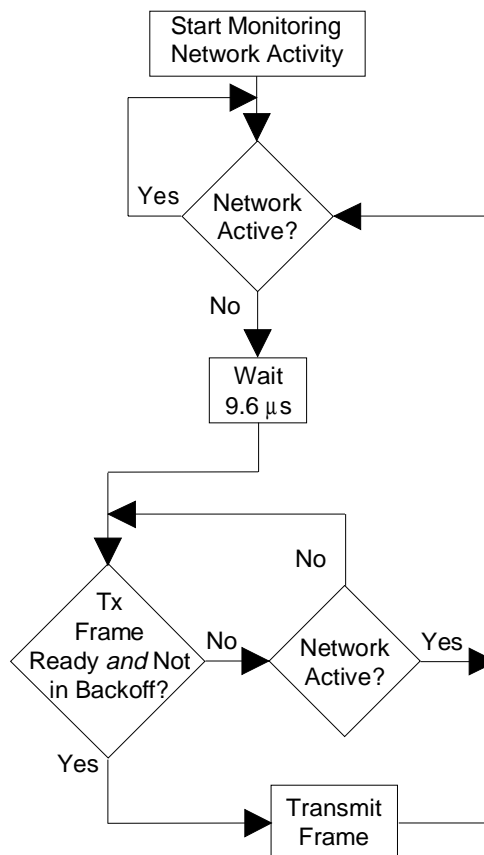 Start Monitoring
Network Activity
Yes
Network
Active?
No
Wait
9.6 μs
No
Tx
Frame
Ready and Not
in Backoff?
No
Network
Active?
Yes
Yes
Transmit
Frame